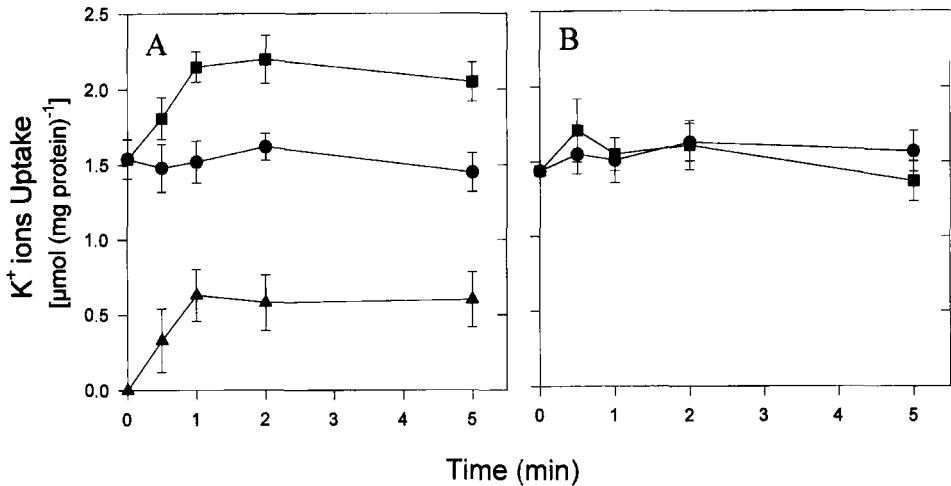 A
B
2.5
2.0
1.5
1.0
0.5
0.0
K⁺ ions Uptake
[µmol (mg protein)⁻¹
0 1 2 3 4 5
0 1 2 3 4 5
Time (min)